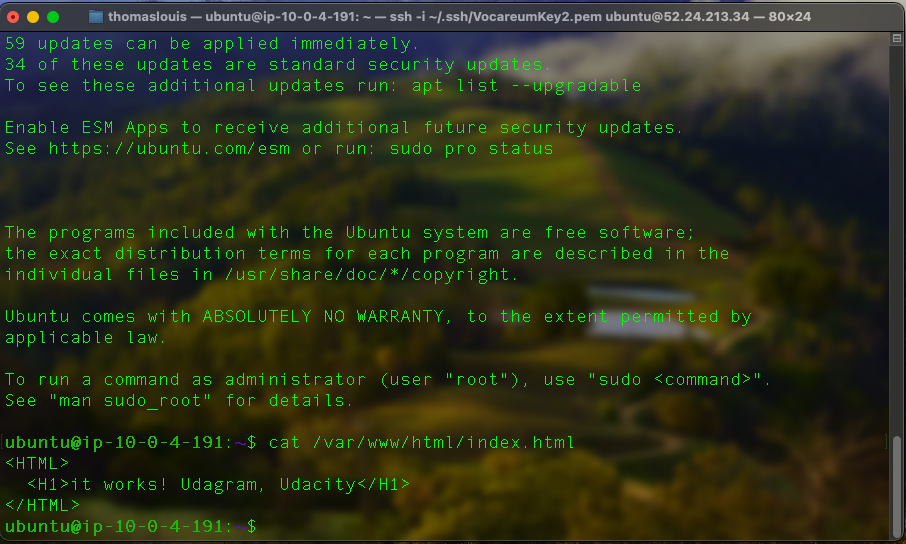 thomaslouis — ubuntu@ip-10-0-4-191: ~ — ssh -i ~/.ssh/VocareumKey2.pem ubuntu@52.24.213.34 — 80×24
59 updates can be applied immediately.
34 of these updates are standard security updates.
To see these additional updates run: apt list --upgradable
Enable ESM Apps to receive additional future security updates.
See https://ubuntu.com/esm or run: sudo pro status
The programs included with the Ubuntu system are free software;
the exact distribution terms for each program are described in the
individual files in /usr/share/doc/*/copyright.
Ubuntu comes with ABSOLUTELY NO WARRANTY, to the extent permitted by
applicable law.
To run a command as administrator (user "root"), use "sudo <command>".
See "man sudo_root" for details.
ubuntu@ip-10-0-4-191:~$ cat /var/www/html/index.html
<HTML>
  <H1>it works! Udagram, Udacity</H1>
</HTML>
ubuntu@ip-10-0-4-191:~$